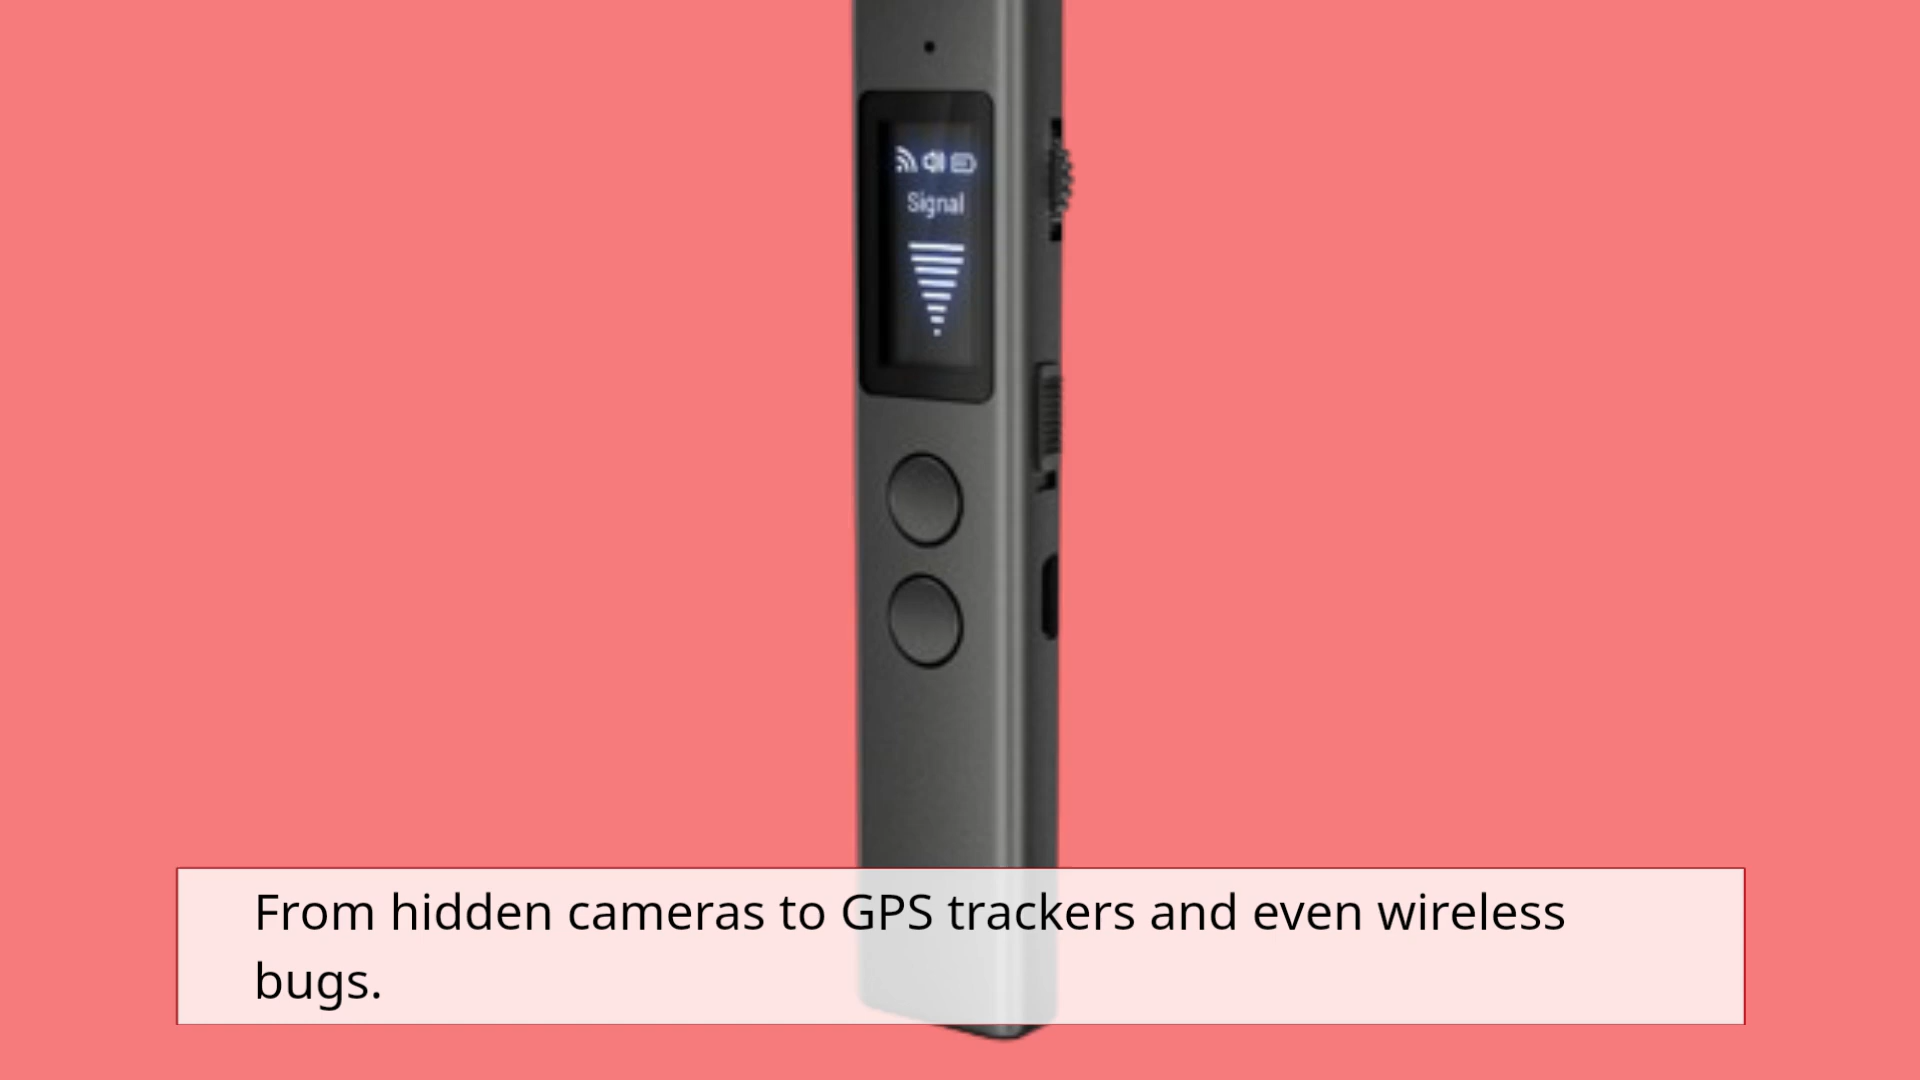 Signal
From hidden cameras to GPS trackers and even wireless
bugs.